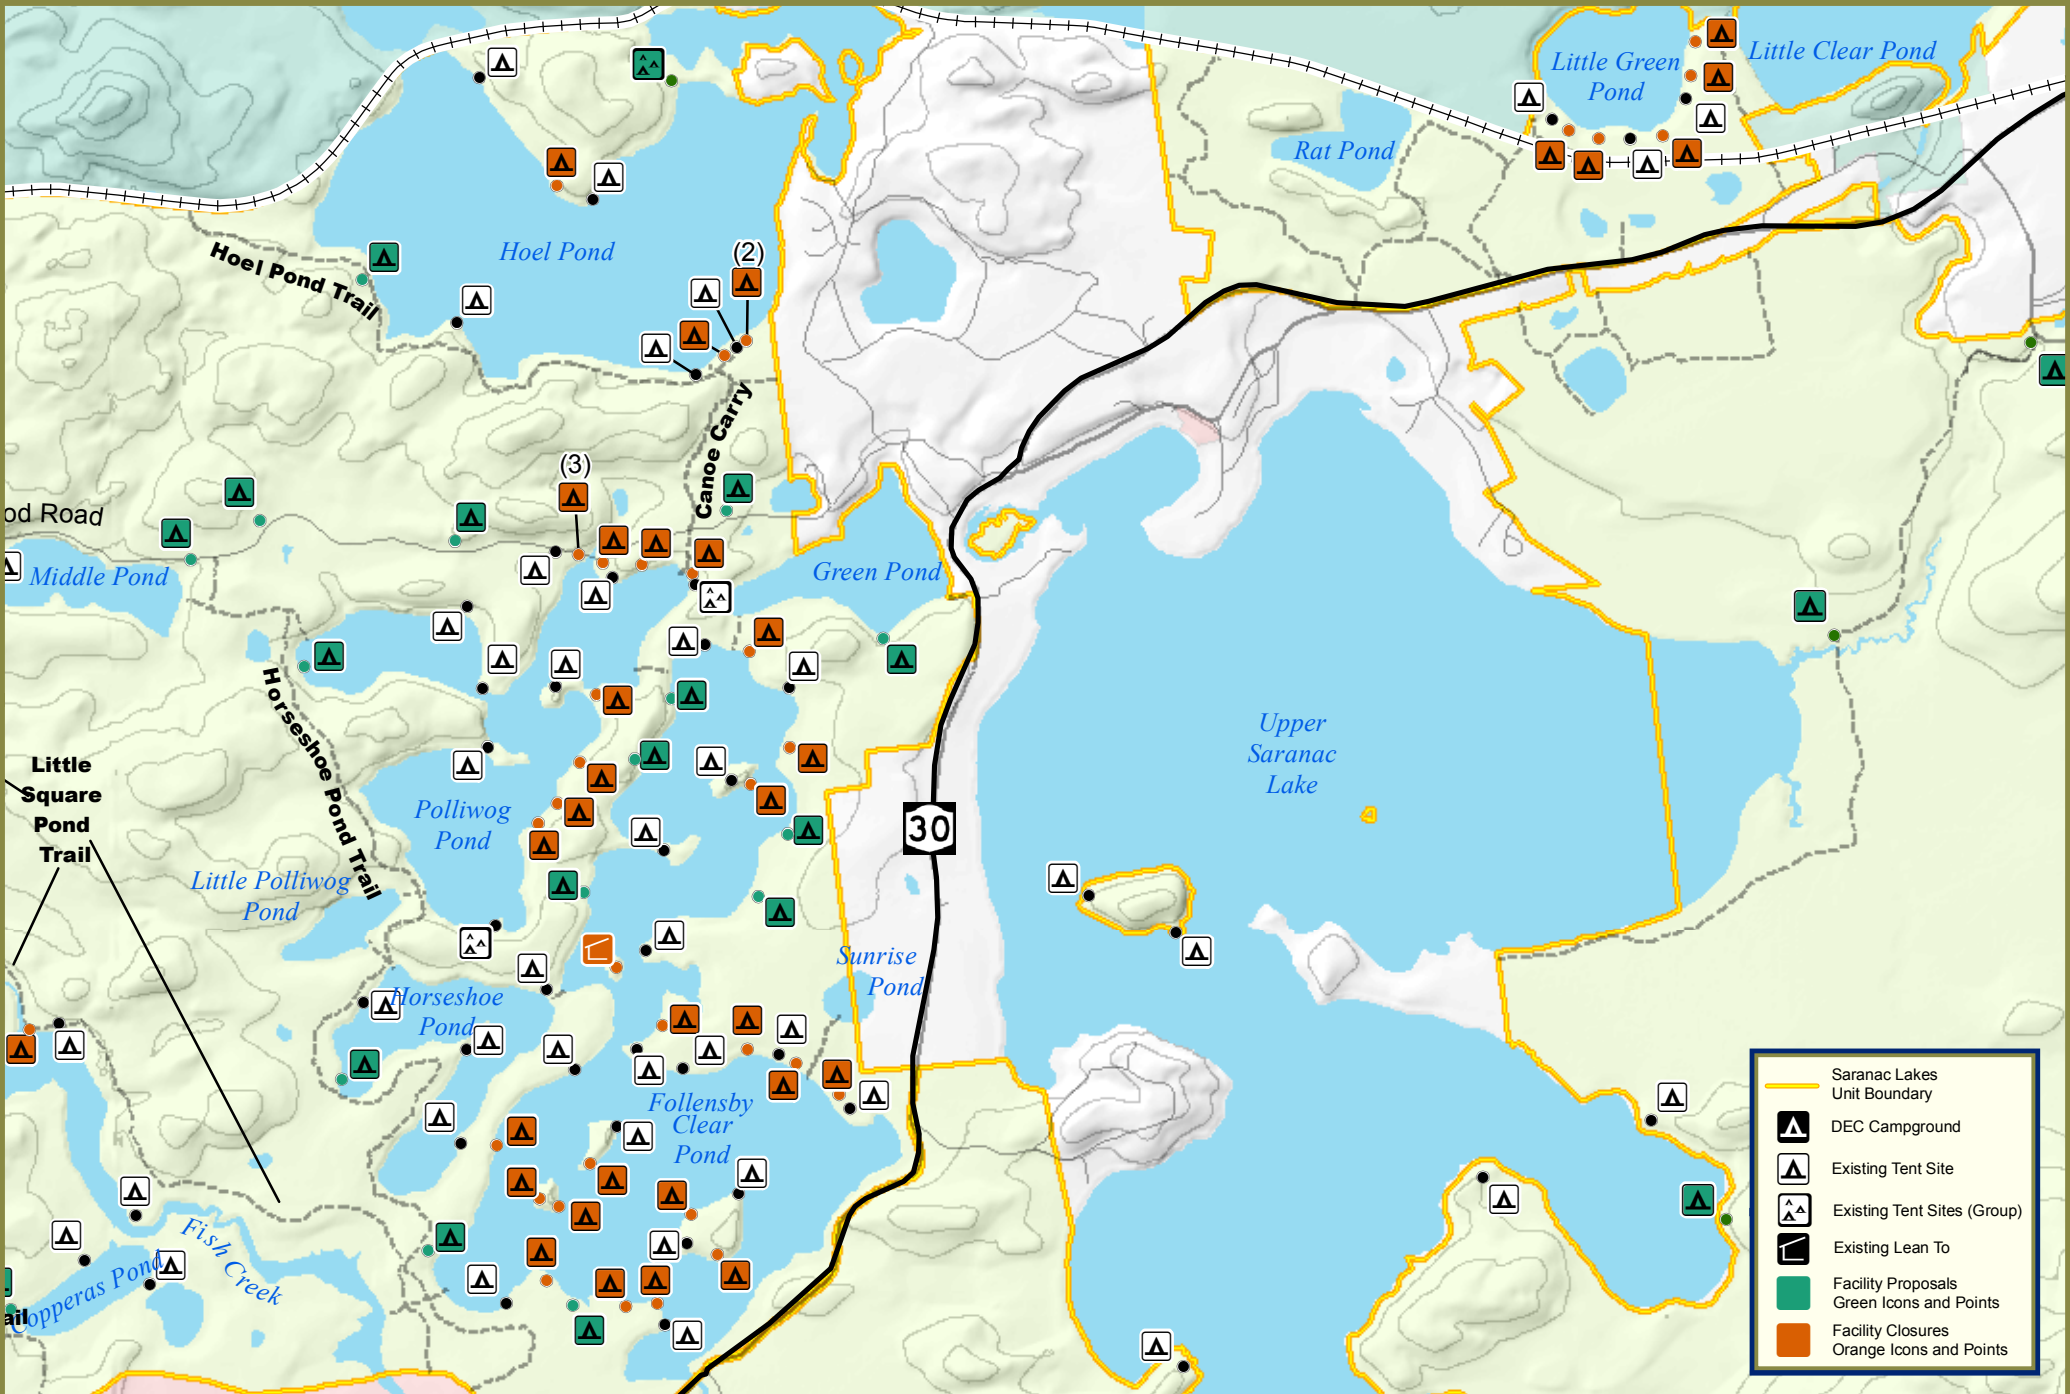 Little Green
Pond
Little Clear Pond
Rat Pond
Hoel Pond
Hoel Pond Trail
(2)
Canoe Carry
(3)
od Road
Middle Pond
Green Pond
Horseshoe Pond Trail
Little
Square
Pond
Trail
Polliwog
Pond
Little Polliwog
Pond
Upper
Saranac
Lake
30
Sunrise
Pond
Horseshoe
Pond
Follensby
Clear
Pond
Fish Creek
Copperas Pond
ail
Saranac Lakes
Unit Boundary
DEC Campground
Existing Tent Site
Existing Tent Sites (Group)
Existing Lean To
Facility Proposals
Green Icons and Points
Facility Closures
Orange Icons and Points